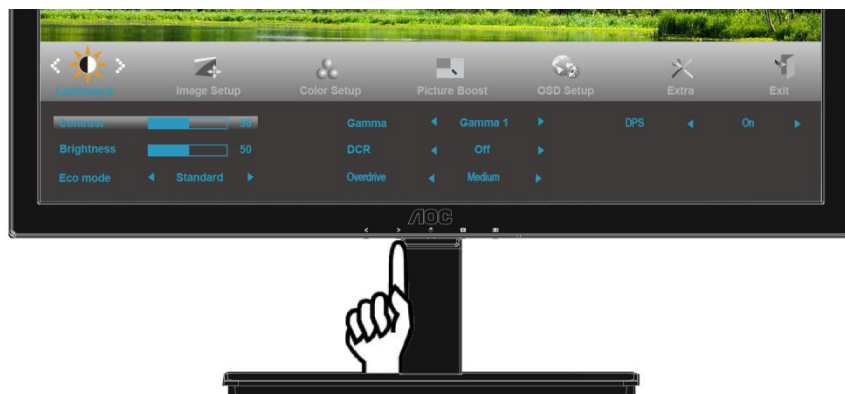 < >
Luminance Image Setup Color Setup Picture Boost OSD Setup Extra Exit
Contrast 50 Gamma Gamma 1 DPS On
Brightness 50 DCR Off
Eco mode Standard Overdrive Medium
AOC
< >